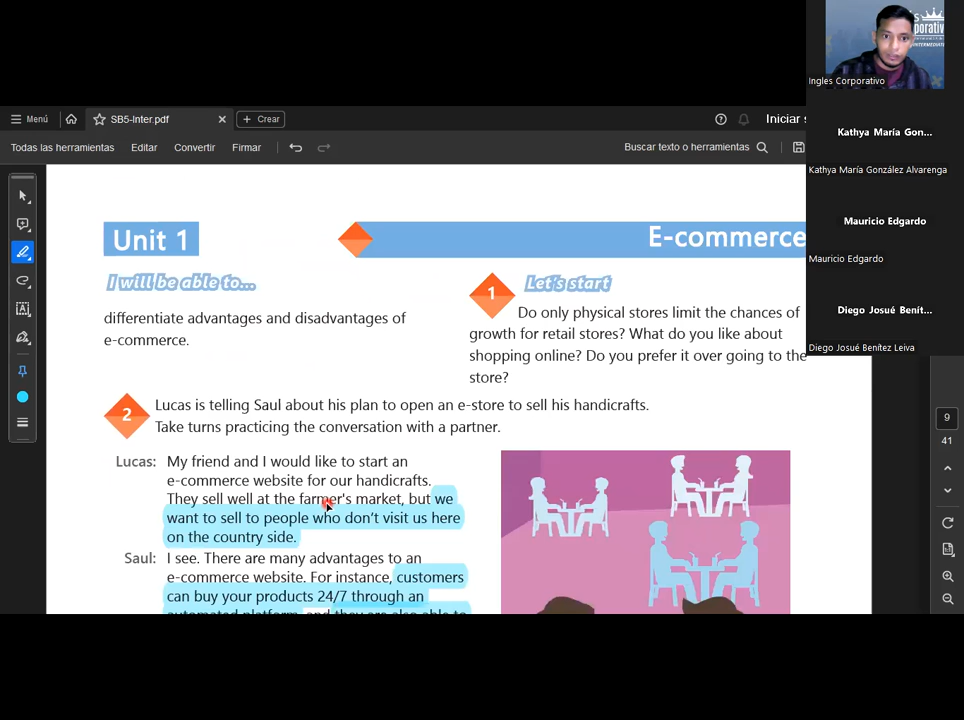 Ingles Corporativo
Menú
SB5-Inter.pdf
Crear
Iniciar s
Kathya María Gon...
Todas las herramientas
Editar
Convertir
Firmar
Buscar texto o herramientas
Kathya María González Alvarenga
Mauricio Edgardo
Mauricio Edgardo
Diego Josué Benít...
Diego Josué Benítez Leiva
Unit 1
E-commerce
I will be able to...
differentiate advantages and disadvantages of
e-commerce.
1
Let's start
Do only physical stores limit the chances of
growth for retail stores? What do you like about
shopping online? Do you prefer it over going to the
store?
2
Lucas is telling Saul about his plan to open an e-store to sell his handicrafts.
Take turns practicing the conversation with a partner.
Lucas: My friend and I would like to start an
e-commerce website for our handicrafts.
They sell well at the farmer's market, but we
want to sell to people who don't visit us here
on the country side.
Saul: I see. There are many advantages to an
e-commerce website. For instance, customers
can buy your products 24/7 through an
automated platform, and they are also able to
9
41